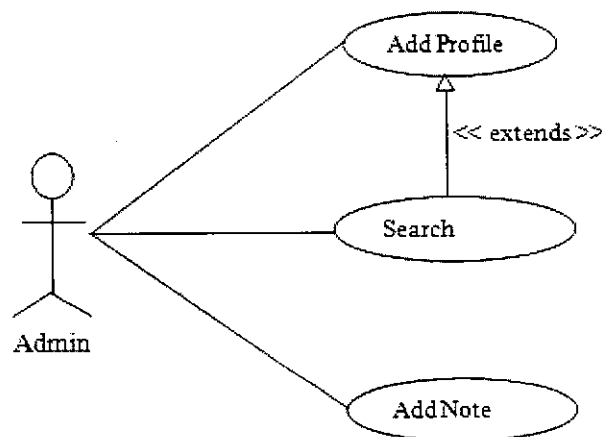 Add Profile
<< extends >>
Search
Admin
Add Note